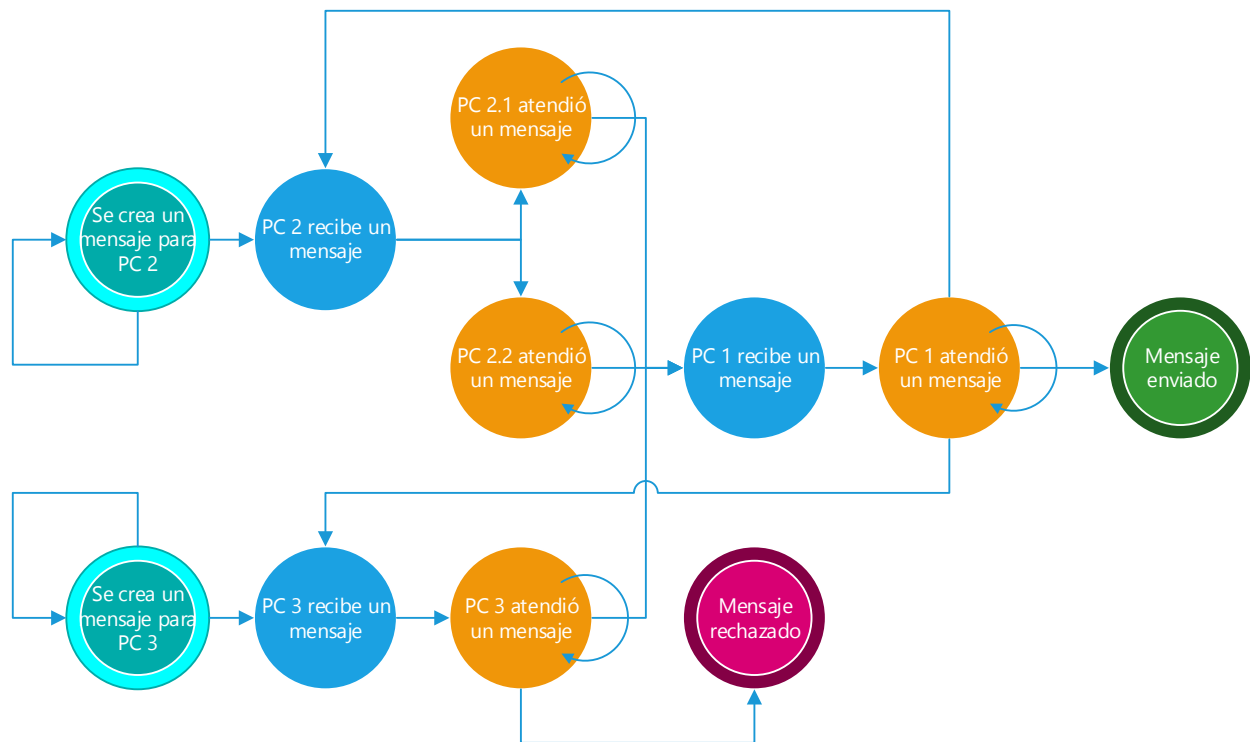 PC 2.1 atendió
un mensaje
Se crea un
mensaje para
PC 2
PC 2 recibe un
mensaje
PC 2.2 atendió
un mensaje
PC 1 recibe un
mensaje
PC 1 atendió
un mensaje
Mensaje
enviado
Se crea un
mensaje para
PC 3
PC 3 recibe un
mensaje
PC 3 atendió
un mensaje
Mensaje
rechazado